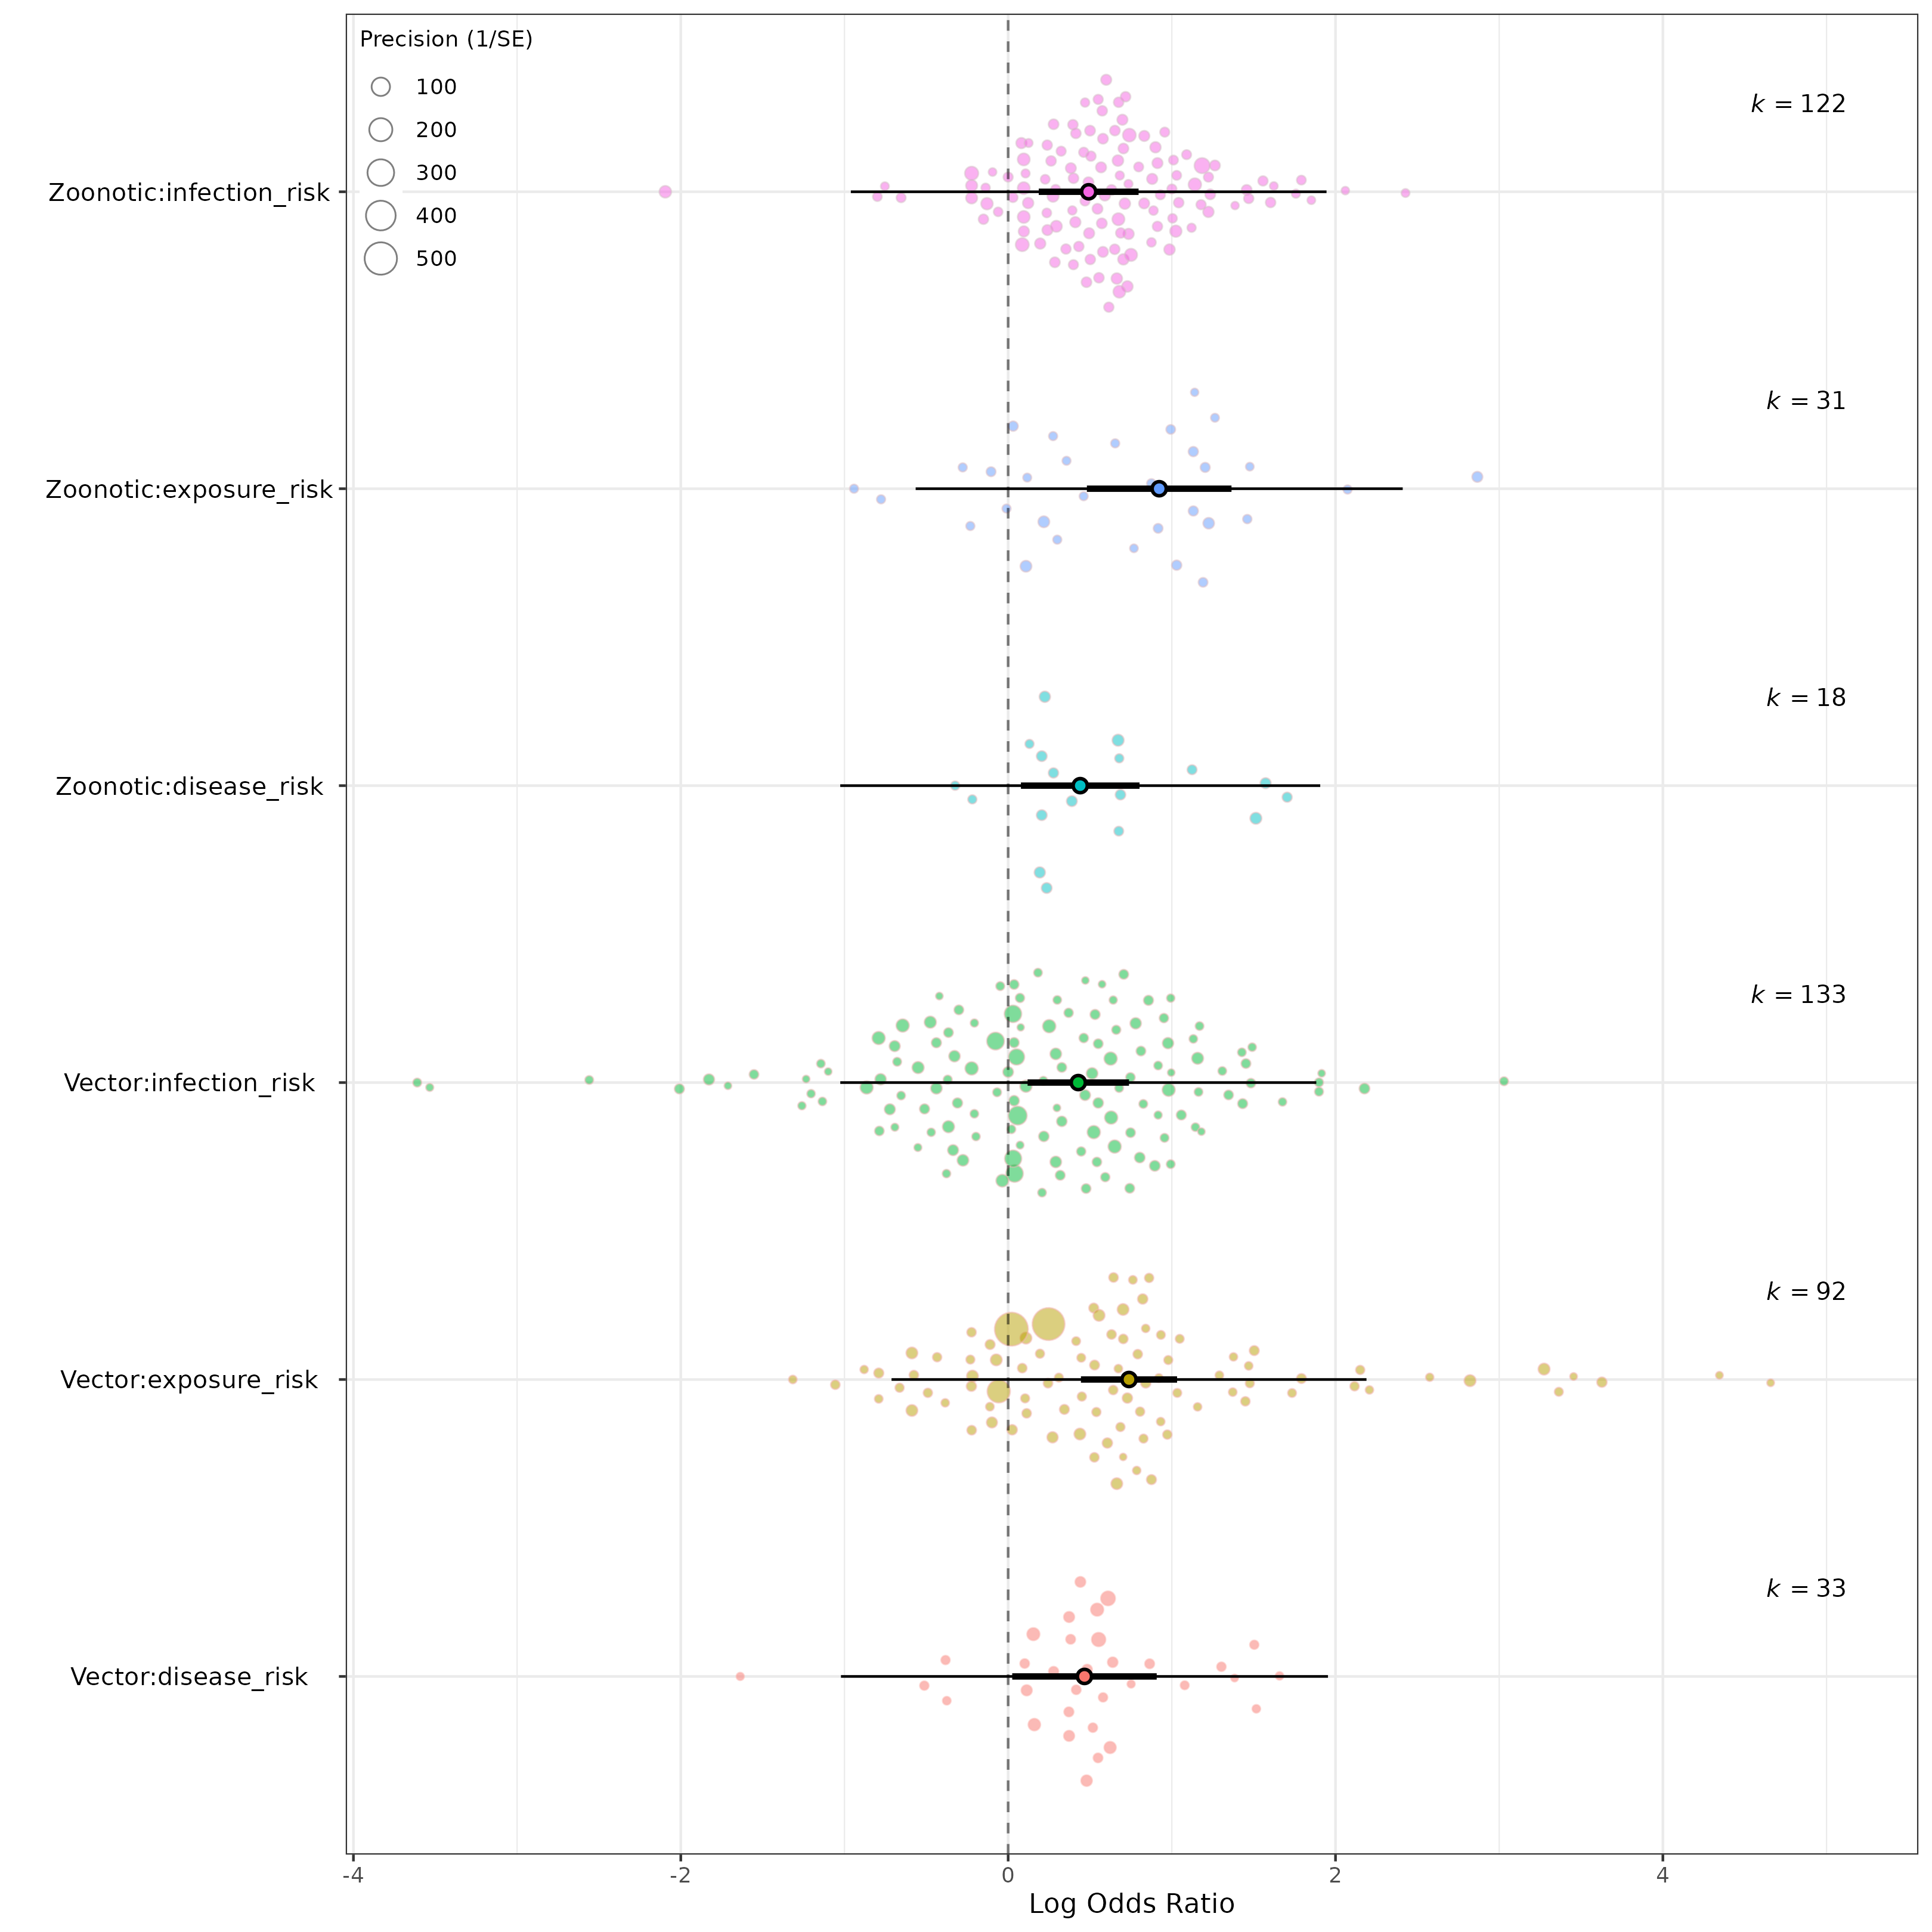 Precision (1/SE)
100
200
300
400
500
k = 122
Zoonotic:infection_risk
k = 31
Zoonotic:exposure_risk
k = 18
Zoonotic:disease_risk
k = 133
Vector:infection_risk
k = 92
Vector:exposure_risk
k = 33
Vector:disease_risk
-4 -2 0 2 4
Log Odds Ratio